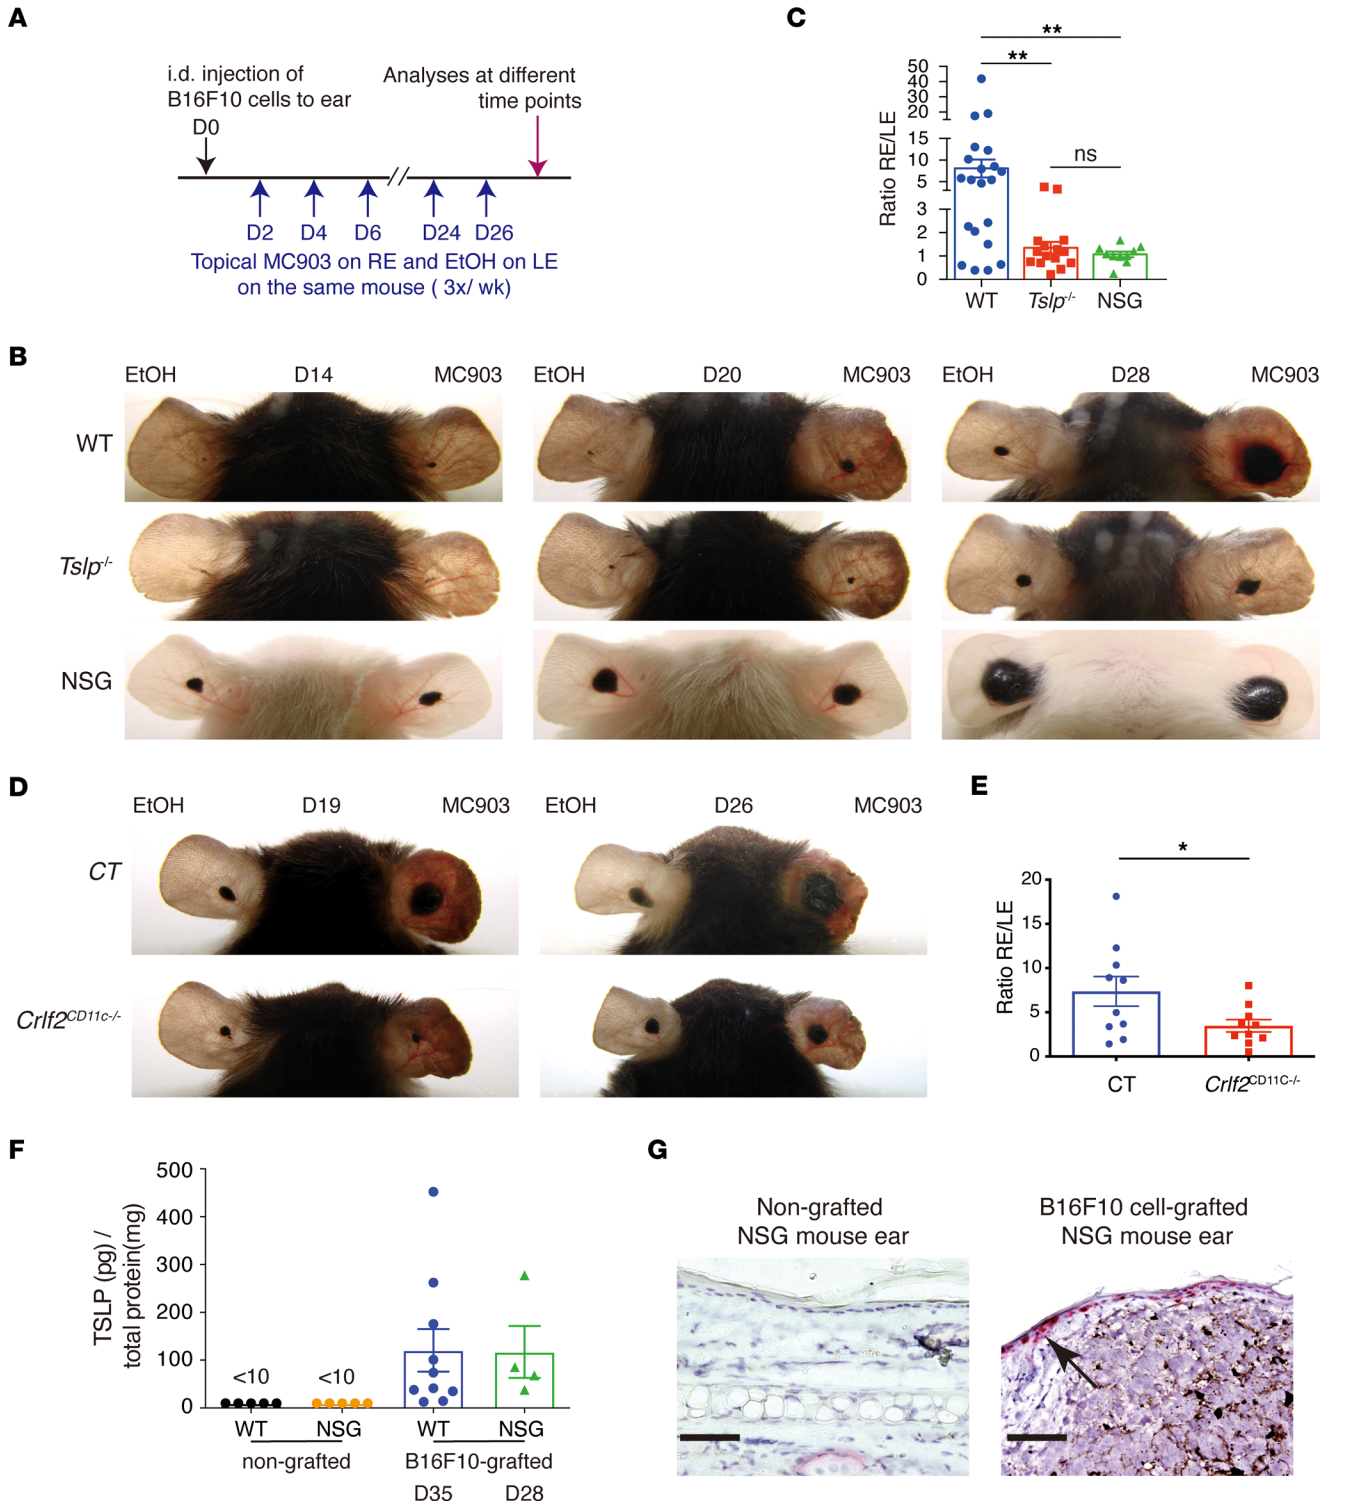 A
i.d. injection of
B16F10 cells to ear
D0
Analyses at different
time points
D2 D4 D6 D24 D26
Topical MC903 on RE and EtOH on LE
on the same mouse ( 3x/ wk)
C
**
**
ns
Ratio RE/LE
50
40
30
20
15
10
5
3
2
1
0
WT Tslp-/- NSG
B
EtOH D14 MC903 EtOH D20 MC903 EtOH D28 MC903
WT
Tslp-/-
NSG
D
EtOH D19 MC903 EtOH D26 MC903
CT
Crlf2CD11c-/-
E
*
Ratio RE/LE
20
15
10
5
0
CT Crlf2CD11C-/-
F
TSLP (pg) /
total protein(mg)
500
400
300
200
100
0
<10 <10
WT NSG WT NSG
non-grafted B16F10-grafted
D35 D28
G
Non-grafted
NSG mouse ear
B16F10 cell-grafted
NSG mouse ear